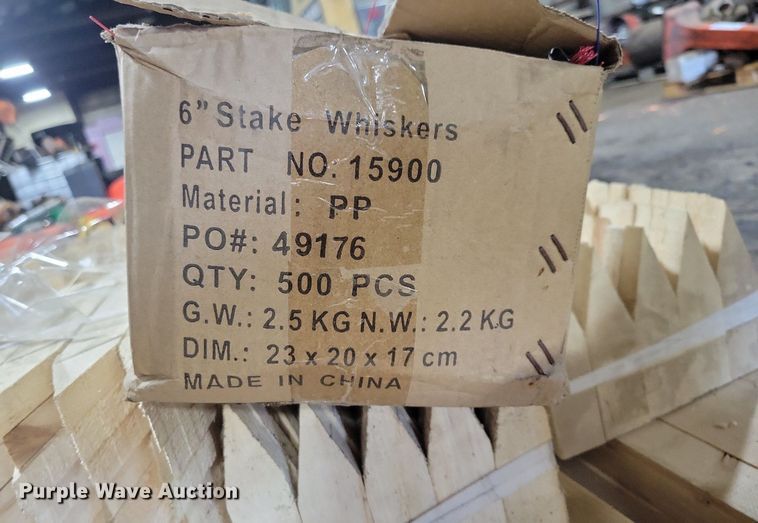 6" Stake Whiskers
PART NO.: 15900
Material: PP
PO#: 49176
QTY: 500 PCS
G.W.: 2.5 KG N.W.: 2.2 KG
DIM.: 23 x 20 x 17 cm
MADE IN CHINA
Purple Wave Auction